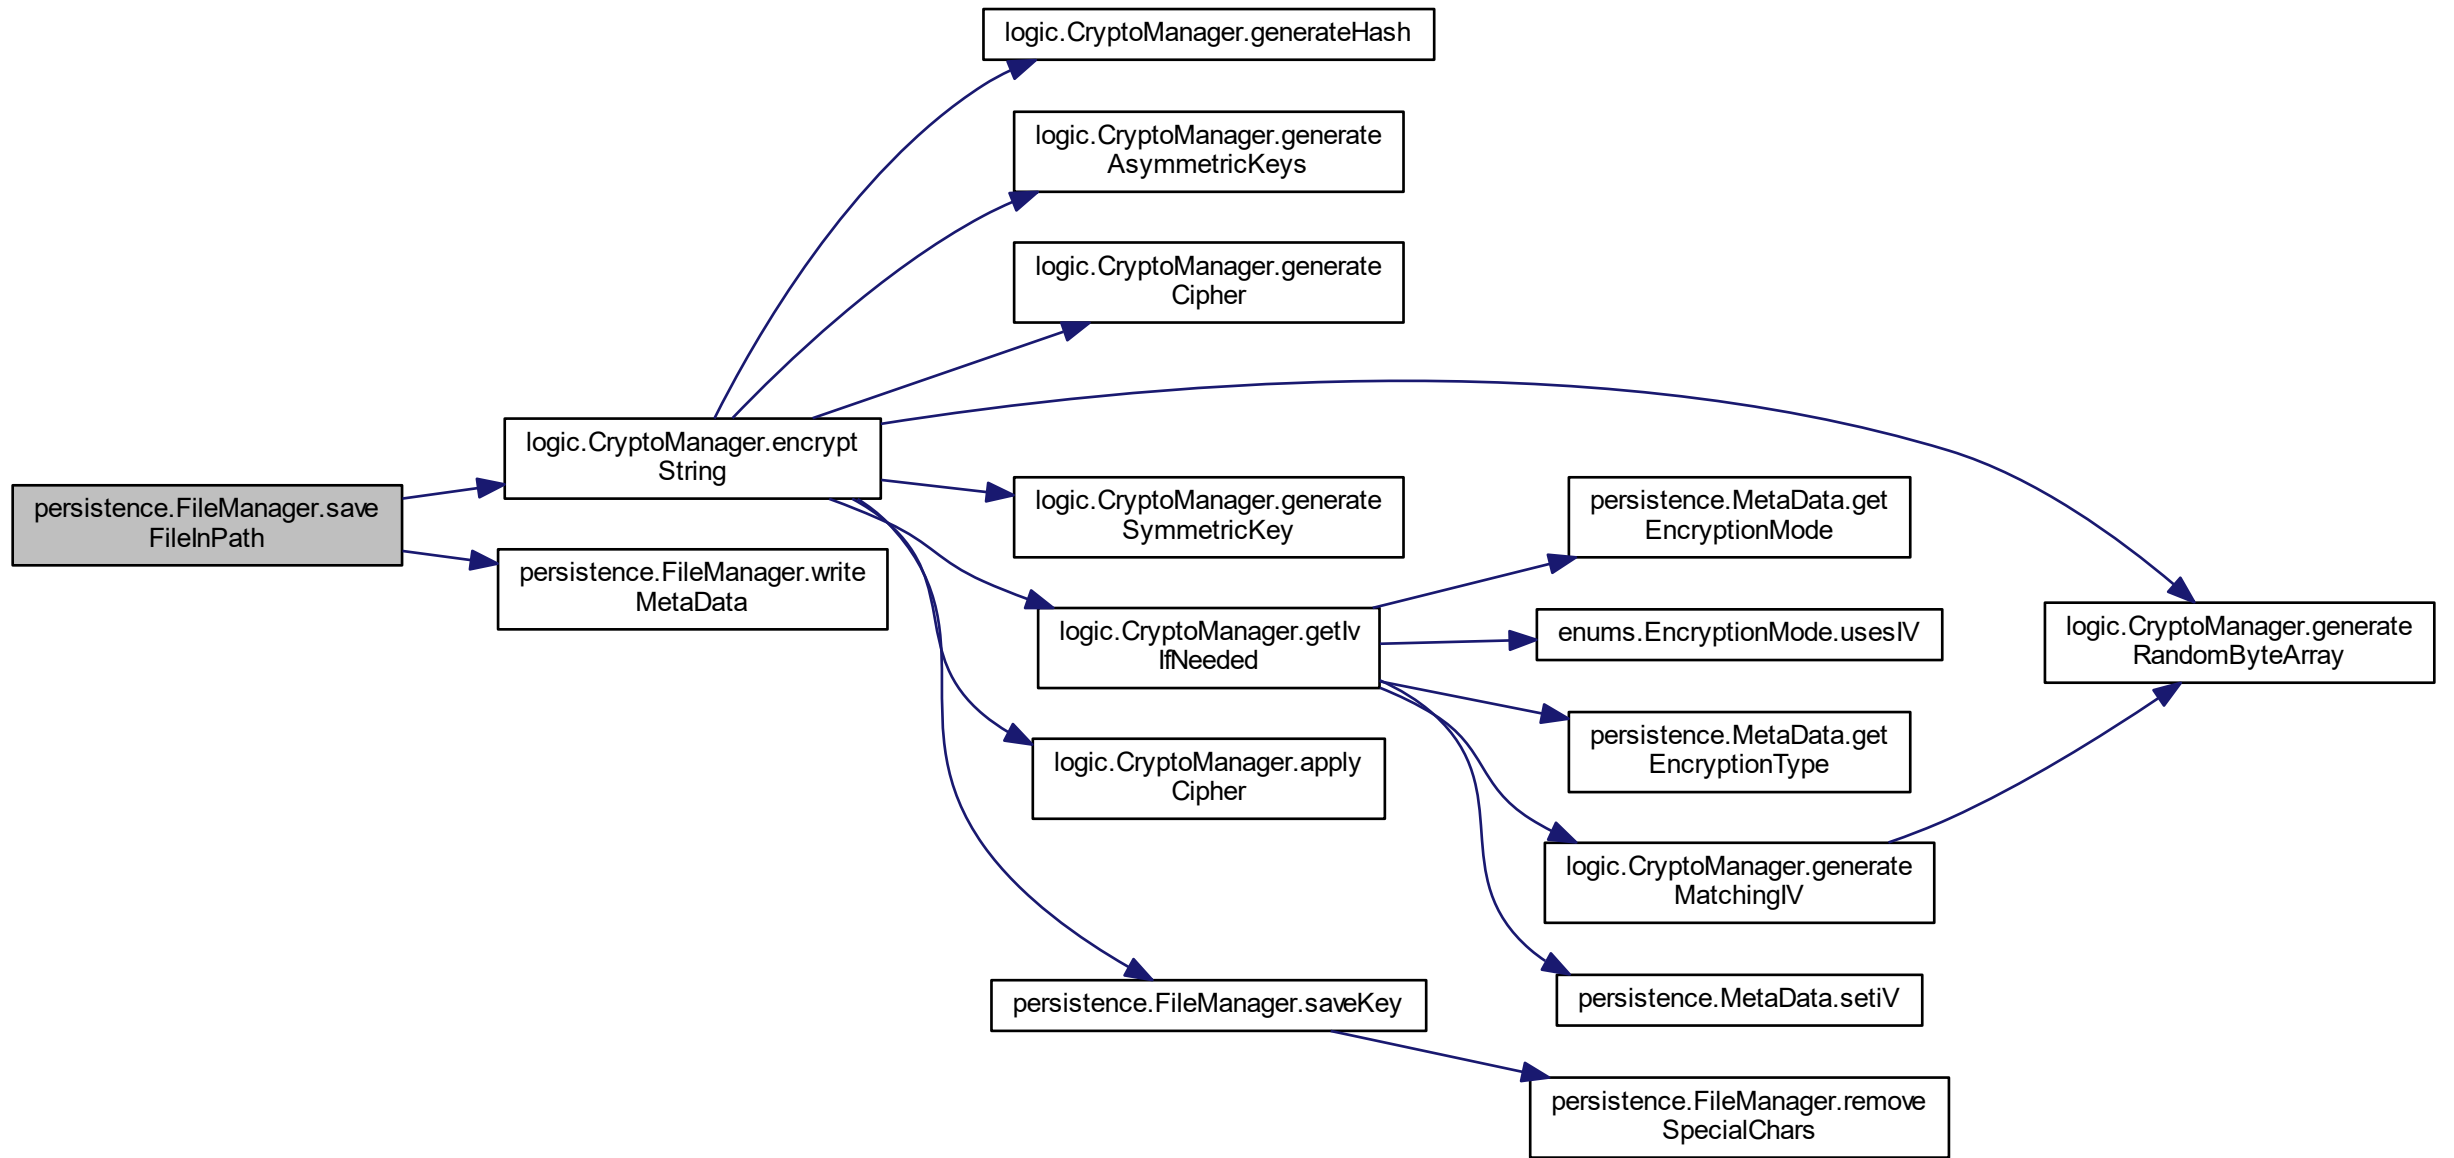 logic.CryptoManager.generateHash
logic.CryptoManager.generate
AsymmetricKeys
logic.CryptoManager.generate
Cipher
logic.CryptoManager.encrypt
String
persistence.FileManager.save
FileInPath
persistence.FileManager.write
MetaData
logic.CryptoManager.generate
SymmetricKey
logic.CryptoManager.getIv
IfNeeded
logic.CryptoManager.apply
Cipher
persistence.FileManager.saveKey
persistence.MetaData.get
EncryptionMode
enums.EncryptionMode.usesIV
persistence.MetaData.get
EncryptionType
logic.CryptoManager.generate
MatchingIV
persistence.MetaData.setiV
persistence.FileManager.remove
SpecialChars
logic.CryptoManager.generate
RandomByteArray